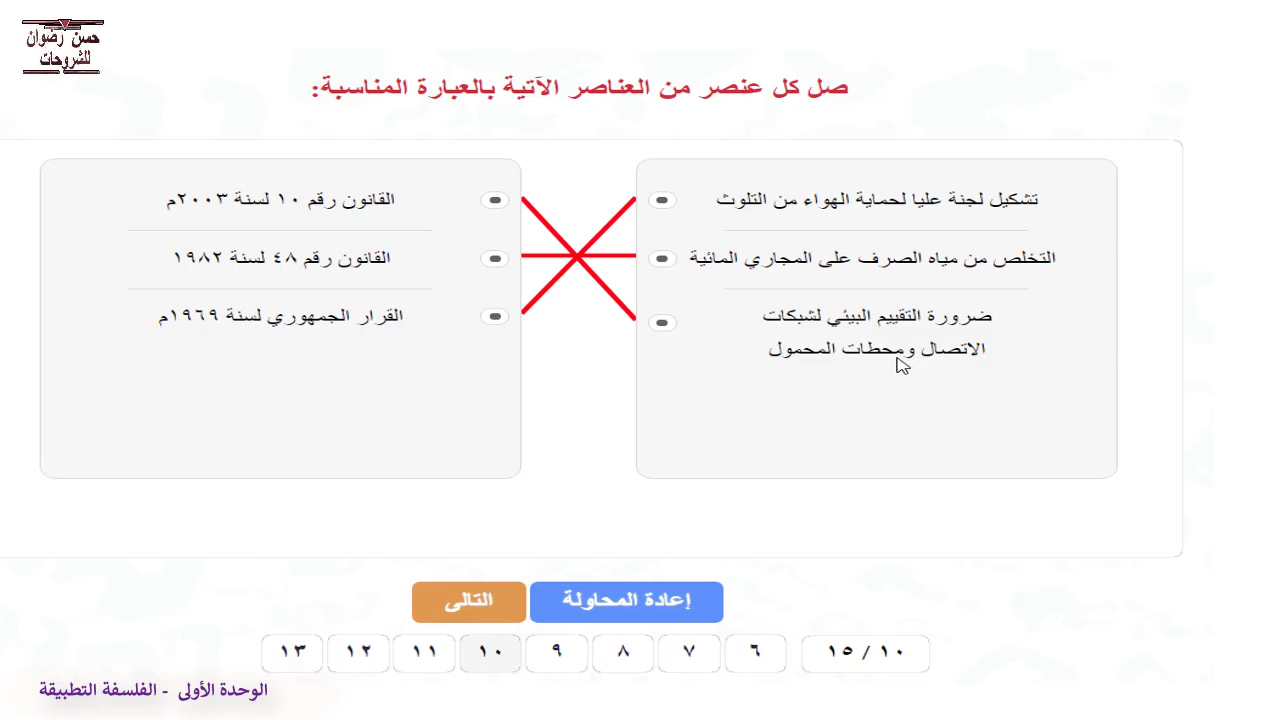 حسن رضوان
للشروحات
صل كل عنصر من العناصر الآتية بالعبارة المناسبة:
تشكيل لجنة عليا لحماية الهواء من التلوث
التخلص من مياه الصرف على المجاري المائية
ضرورة التقييم البيئي لشبكات
الاتصال ومحطات المحمول
القانون رقم ١٠ لسنة ٢٠٠٣م
القانون رقم ٤٨ لسنة ١٩٨٢
القرار الجمهوري لسنة ١٩٦٩م
إعادة المحاولة
التالى
١٠ / ١٥
٦
٧
٨
٩
١٠
١١
١٢
١٣
الوحدة الأولى - الفلسفة التطبيقة